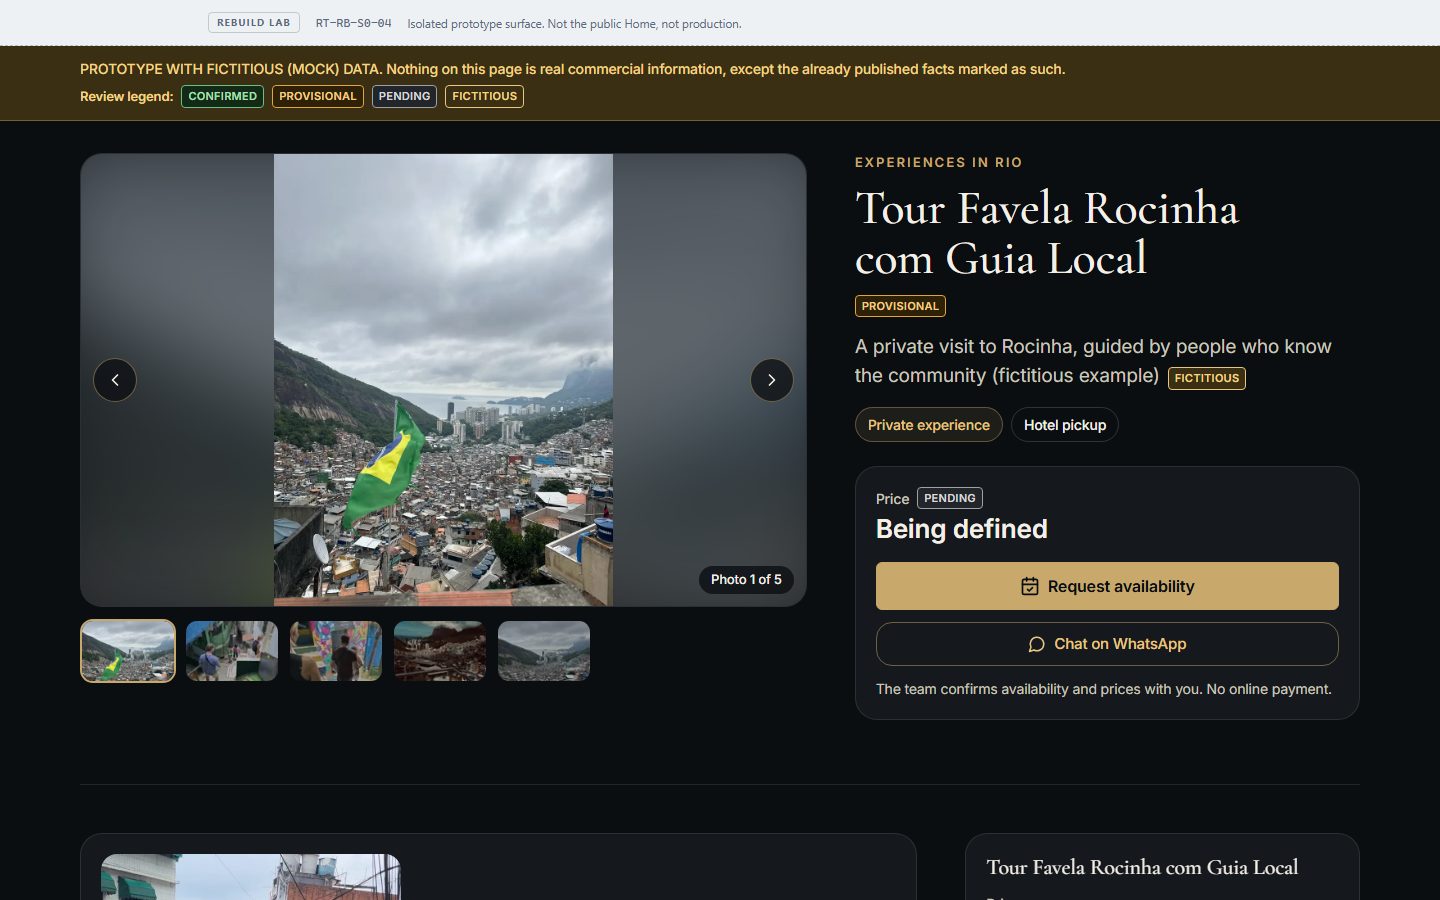 REBUILD LAB RT-RB-S0-04 Isolated prototype surface. Not the public Home, not production.
PROTOTYPE WITH FICTITIOUS (MOCK) DATA. Nothing on this page is real commercial information, except the already published facts marked as such.
Review legend: CONFIRMED PROVISIONAL PENDING FICTITIOUS
Photo 1 of 5
EXPERIENCES IN RIO
Tour Favela Rocinha
com Guia Local
PROVISIONAL
A private visit to Rocinha, guided by people who know
the community (fictitious example) FICTITIOUS
Private experience Hotel pickup
Price PENDING
Being defined
Request availability
Chat on WhatsApp
The team confirms availability and prices with you. No online payment.
Tour Favela Rocinha com Guia Local